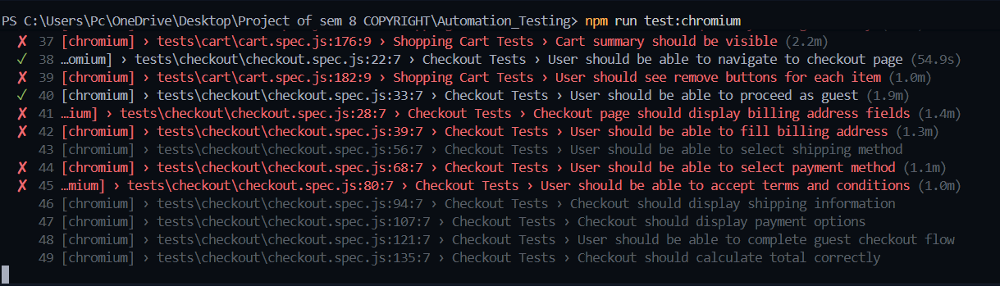 PS C:\Users\Pc\OneDrive\Desktop\Project of sem 8 COPYRIGHT\Automation_Testing> npm run test:chromium
✗ 37 [chromium] › tests\cart\cart.spec.js:176:9 › Shopping Cart Tests › Cart summary should be visible (2.2m)
✓ 38 …omium] › tests\checkout\checkout.spec.js:22:7 › Checkout Tests › User should be able to navigate to checkout page (54.9s)
✗ 39 [chromium] › tests\cart\cart.spec.js:182:9 › Shopping Cart Tests › User should see remove buttons for each item (1.0m)
✓ 40 [chromium] › tests\checkout\checkout.spec.js:33:7 › Checkout Tests › User should be able to proceed as guest (1.9m)
✗ 41 …ium] › tests\checkout\checkout.spec.js:28:7 › Checkout Tests › Checkout page should display billing address fields (1.4m)
✗ 42 [chromium] › tests\checkout\checkout.spec.js:39:7 › Checkout Tests › User should be able to fill billing address (1.3m)
43 [chromium] › tests\checkout\checkout.spec.js:56:7 › Checkout Tests › User should be able to select shipping method
✗ 44 [chromium] › tests\checkout\checkout.spec.js:68:7 › Checkout Tests › User should be able to select payment method (1.1m)
✗ 45 …mium] › tests\checkout\checkout.spec.js:80:7 › Checkout Tests › User should be able to accept terms and conditions (1.0m)
46 [chromium] › tests\checkout\checkout.spec.js:94:7 › Checkout Tests › Checkout should display shipping information
47 [chromium] › tests\checkout\checkout.spec.js:107:7 › Checkout Tests › Checkout should display payment options
48 [chromium] › tests\checkout\checkout.spec.js:121:7 › Checkout Tests › User should be able to complete guest checkout flow
49 [chromium] › tests\checkout\checkout.spec.js:135:7 › Checkout Tests › Checkout should calculate total correctly